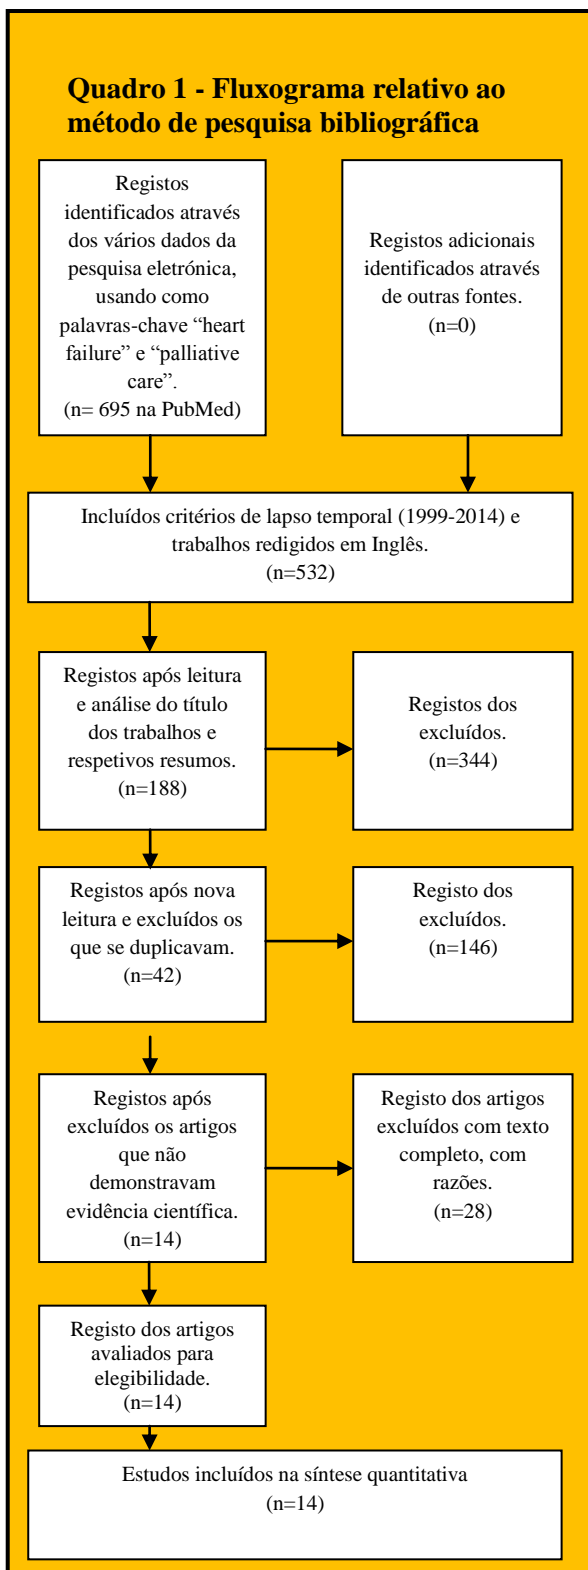 Quadro 1 - Fluxograma relativo ao
método de pesquisa bibliográfica
Registos
identificados através
dos vários dados da
pesquisa eletrónica,
usando como
palavras-chave “heart
failure” e “palliative
care”.
(n= 695 na PubMed)
Registos adicionais
identificados através
de outras fontes.
(n=0)
Incluídos critérios de lapso temporal (1999-2014) e
trabalhos redigidos em Inglês.
(n=532)
Registos após leitura
e análise do título
dos trabalhos e
respetivos resumos.
(n=188)
Registos dos
excluídos.
(n=344)
Registos após nova
leitura e excluídos os
que se duplicavam.
(n=42)
Registo dos
excluídos.
(n=146)
Registos após
excluídos os artigos
que não
demonstravam
evidência científica.
(n=14)
Registo dos artigos
excluídos com texto
completo, com
razões.
(n=28)
Registo dos artigos
avaliados para
elegibilidade.
(n=14)
Estudos incluídos na síntese quantitativa
(n=14)